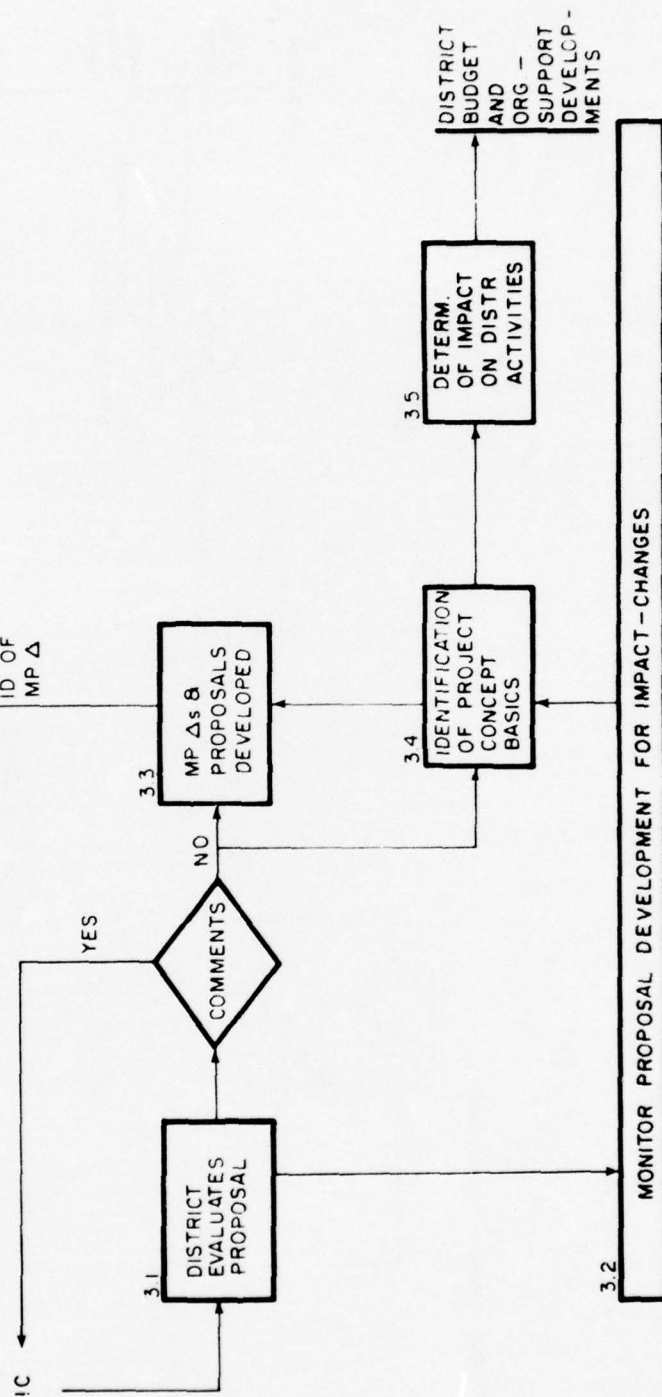 IC
YES
ID OF
MP Δ
3.1
DISTRICT
EVALUATES
PROPOSAL
COMMENTS
NO
3.3
MP Δs &
PROPOSALS
DEVELOPED
3.4
IDENTIFICATION
OF PROJECT
CONCEPT
BASICS
3.5
DETERM.
OF IMPACT
ON DISTR
ACTIVITIES
DISTRICT
BUDGET
AND
ORG.–
SUPPORT
DEVELOP-
MENTS
3.2
MONITOR PROPOSAL DEVELOPMENT FOR IMPACT-CHANGES